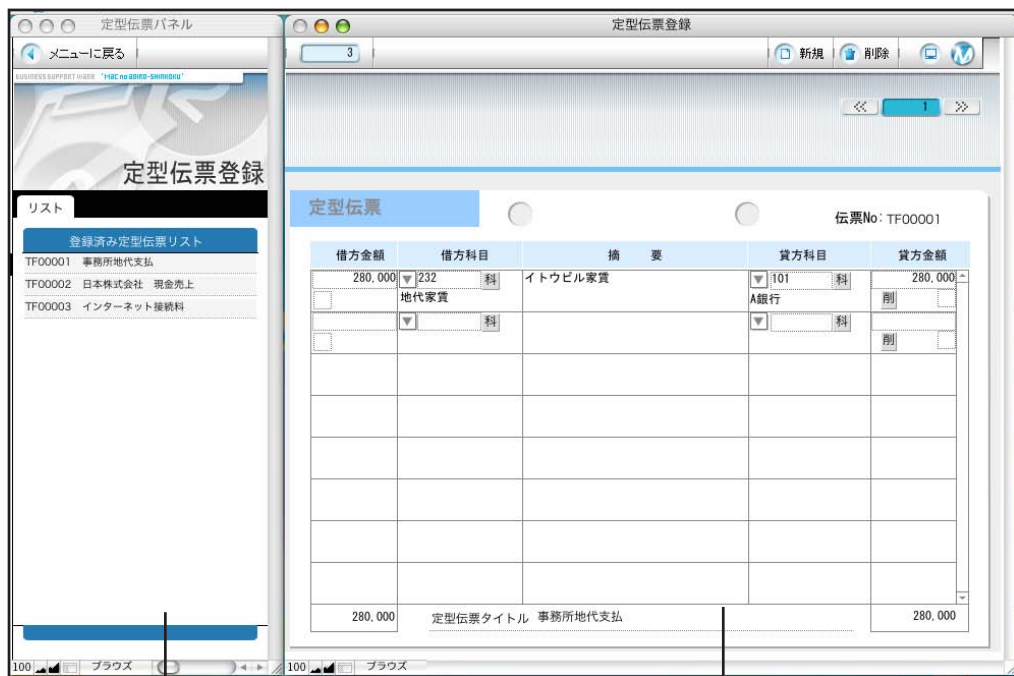 定型伝票パネル
メニューに戻る
BUSINESS SUPPORT WARE "Mac no aoiro-shinkoku"
定型伝票登録
リスト
登録済み定型伝票リスト
TF00001 事務所地代支払
TF00002 日本株式会社 現金売上
TF00003 インターネット接続料
100 ブラウズ
定型伝票登録
3 新規 削除
<< 1 >>
定型伝票 伝票No: TF00001
借方金額 借方科目 摘 要 貸方科目 貸方金額
280,000 ▼ 232 科 イトウビル家賃 ▼ 101 科 280,000
地代家賃 A銀行 削
▼ 科 ▼ 科
削
280,000 定型伝票タイトル 事務所地代支払 280,000
100 ブラウズ